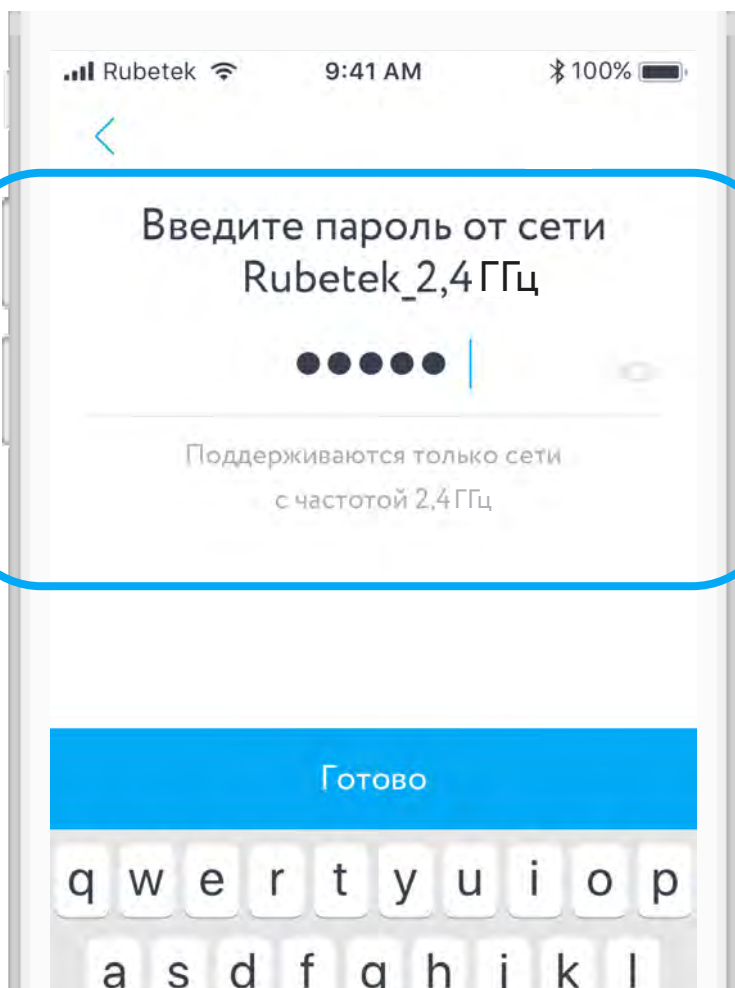 Rubetek 9:41 AM 100%
Введите пароль от сети
Rubetek_2,4 ГГц
Поддерживаются только сети
с частотой 2,4 ГГц
Готово
q w e r t y u i o p
a s d f g h j k l